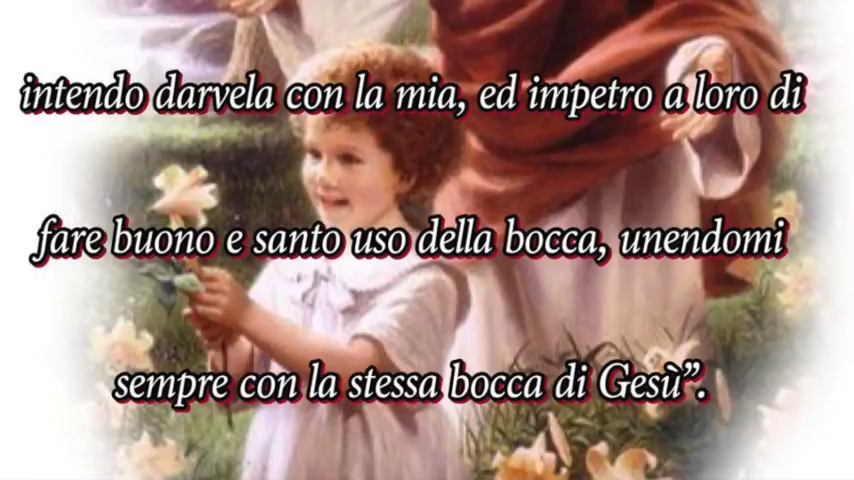 intendo darvela con la mia, ed impetro a loro di
fare buono e santo uso della bocca, unendomi
sempre con la stessa bocca di Gesù”.